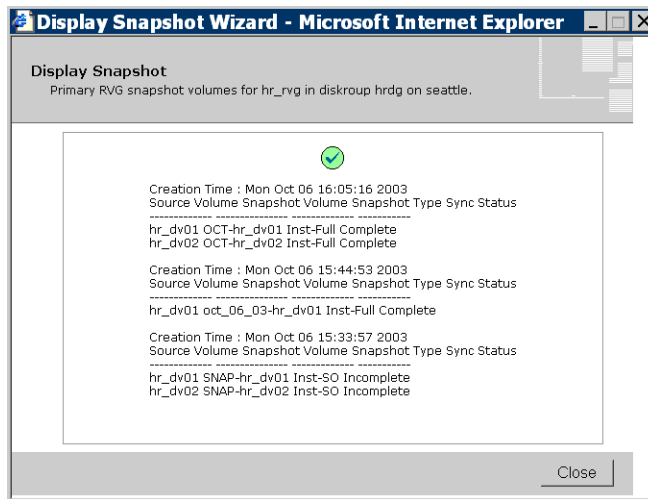 Display Snapshot Wizard - Microsoft Internet Explorer
Display Snapshot
Primary RVG snapshot volumes for hr_rvg in diskroup hrdg on seattle.
Creation Time : Mon Oct 06 16:05:16 2003
Source Volume Snapshot Volume Snapshot Type Sync Status
------------- --------------- ------------- -----------
hr_dv01 OCT-hr_dv01 Inst-Full Complete
hr_dv02 OCT-hr_dv02 Inst-Full Complete
Creation Time : Mon Oct 06 15:44:53 2003
Source Volume Snapshot Volume Snapshot Type Sync Status
------------- --------------- ------------- -----------
hr_dv01 oct_06_03-hr_dv01 Inst-Full Complete
Creation Time : Mon Oct 06 15:33:57 2003
Source Volume Snapshot Volume Snapshot Type Sync Status
------------- --------------- ------------- -----------
hr_dv01 SNAP-hr_dv01 Inst-SO Incomplete
hr_dv02 SNAP-hr_dv02 Inst-SO Incomplete
Close